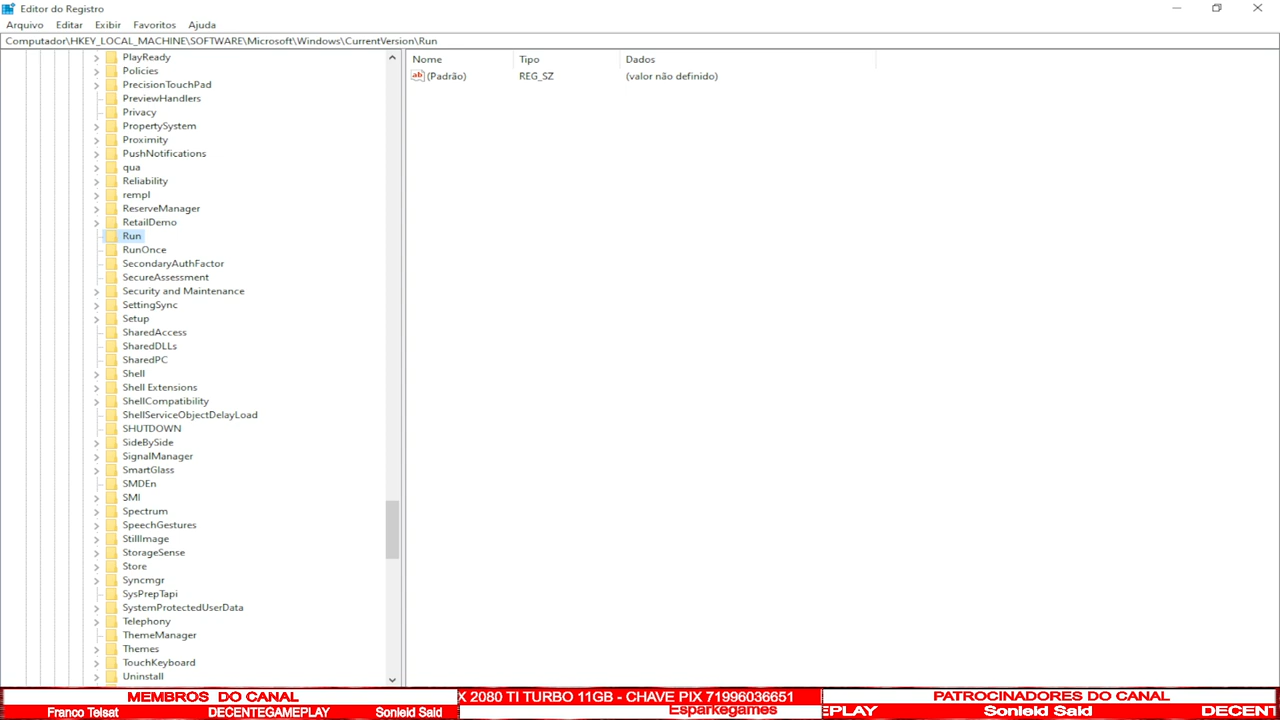 Editor do Registro
Arquivo Editar Exibir Favoritos Ajuda
Computador\HKEY_LOCAL_MACHINE\SOFTWARE\Microsoft\Windows\CurrentVersion\Run
PlayReady
Policies
PrecisionTouchPad
PreviewHandlers
Privacy
PropertySystem
Proximity
PushNotifications
qua
Reliability
rempl
ReserveManager
RetailDemo
Run
RunOnce
SecondaryAuthFactor
SecureAssessment
Security and Maintenance
SettingSync
Setup
SharedAccess
SharedDLLs
SharedPC
Shell
Shell Extensions
ShellCompatibility
ShellServiceObjectDelayLoad
SHUTDOWN
SideBySide
SignalManager
SmartGlass
SMDEn
SMI
Spectrum
SpeechGestures
StillImage
StorageSense
Store
Syncmgr
SysPrepTapi
SystemProtectedUserData
Telephony
ThemeManager
Themes
TouchKeyboard
Uninstall
Nome Tipo Dados
(Padrão) REG_SZ (valor não definido)
MEMBROS DO CANAL
Franco Telsat DECENTEGAMEPLAY Sonield Said
X 2080 TI TURBO 11GB - CHAVE PIX 71996036651
Esparkegames
PATROCINADORES DO CANAL
EPLAY Sonield Said DECENT